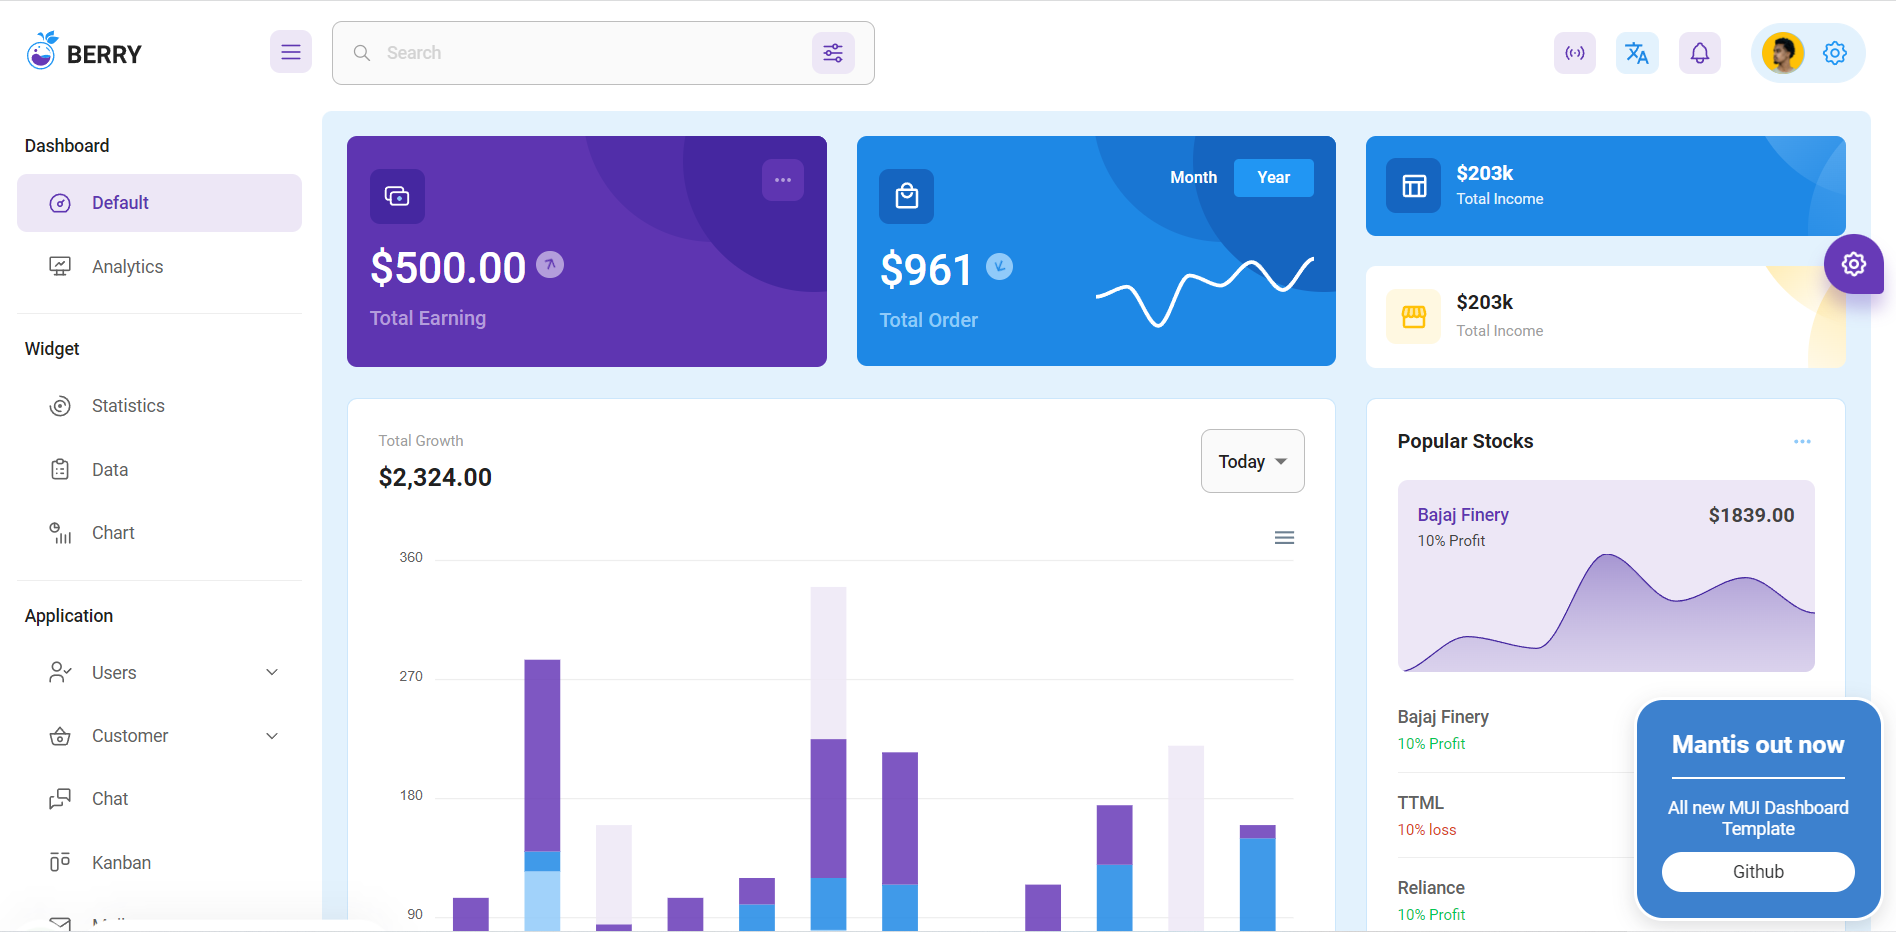 BERRY
Search
Dashboard
Default
Analytics
Widget
Statistics
Data
Chart
Application
Users
Customer
Chat
Kanban
$500.00
Total Earning
Month
Year
$961
Total Order
$203k
Total Income
$203k
Total Income
Total Growth
$2,324.00
Today
360
270
180
90
Popular Stocks
Bajaj Finery
$1839.00
10% Profit
Bajaj Finery
10% Profit
TTML
10% loss
Reliance
10% Profit
Mantis out now
All new MUI Dashboard
Template
Github